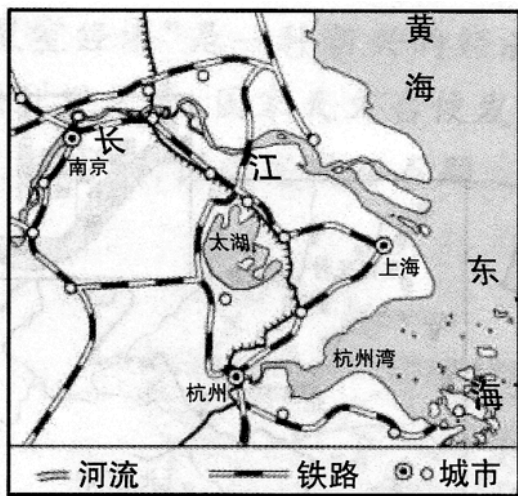 黄
海
长
江
南京
太湖
上海
东
海
杭州湾
杭州
河流 铁路 城市